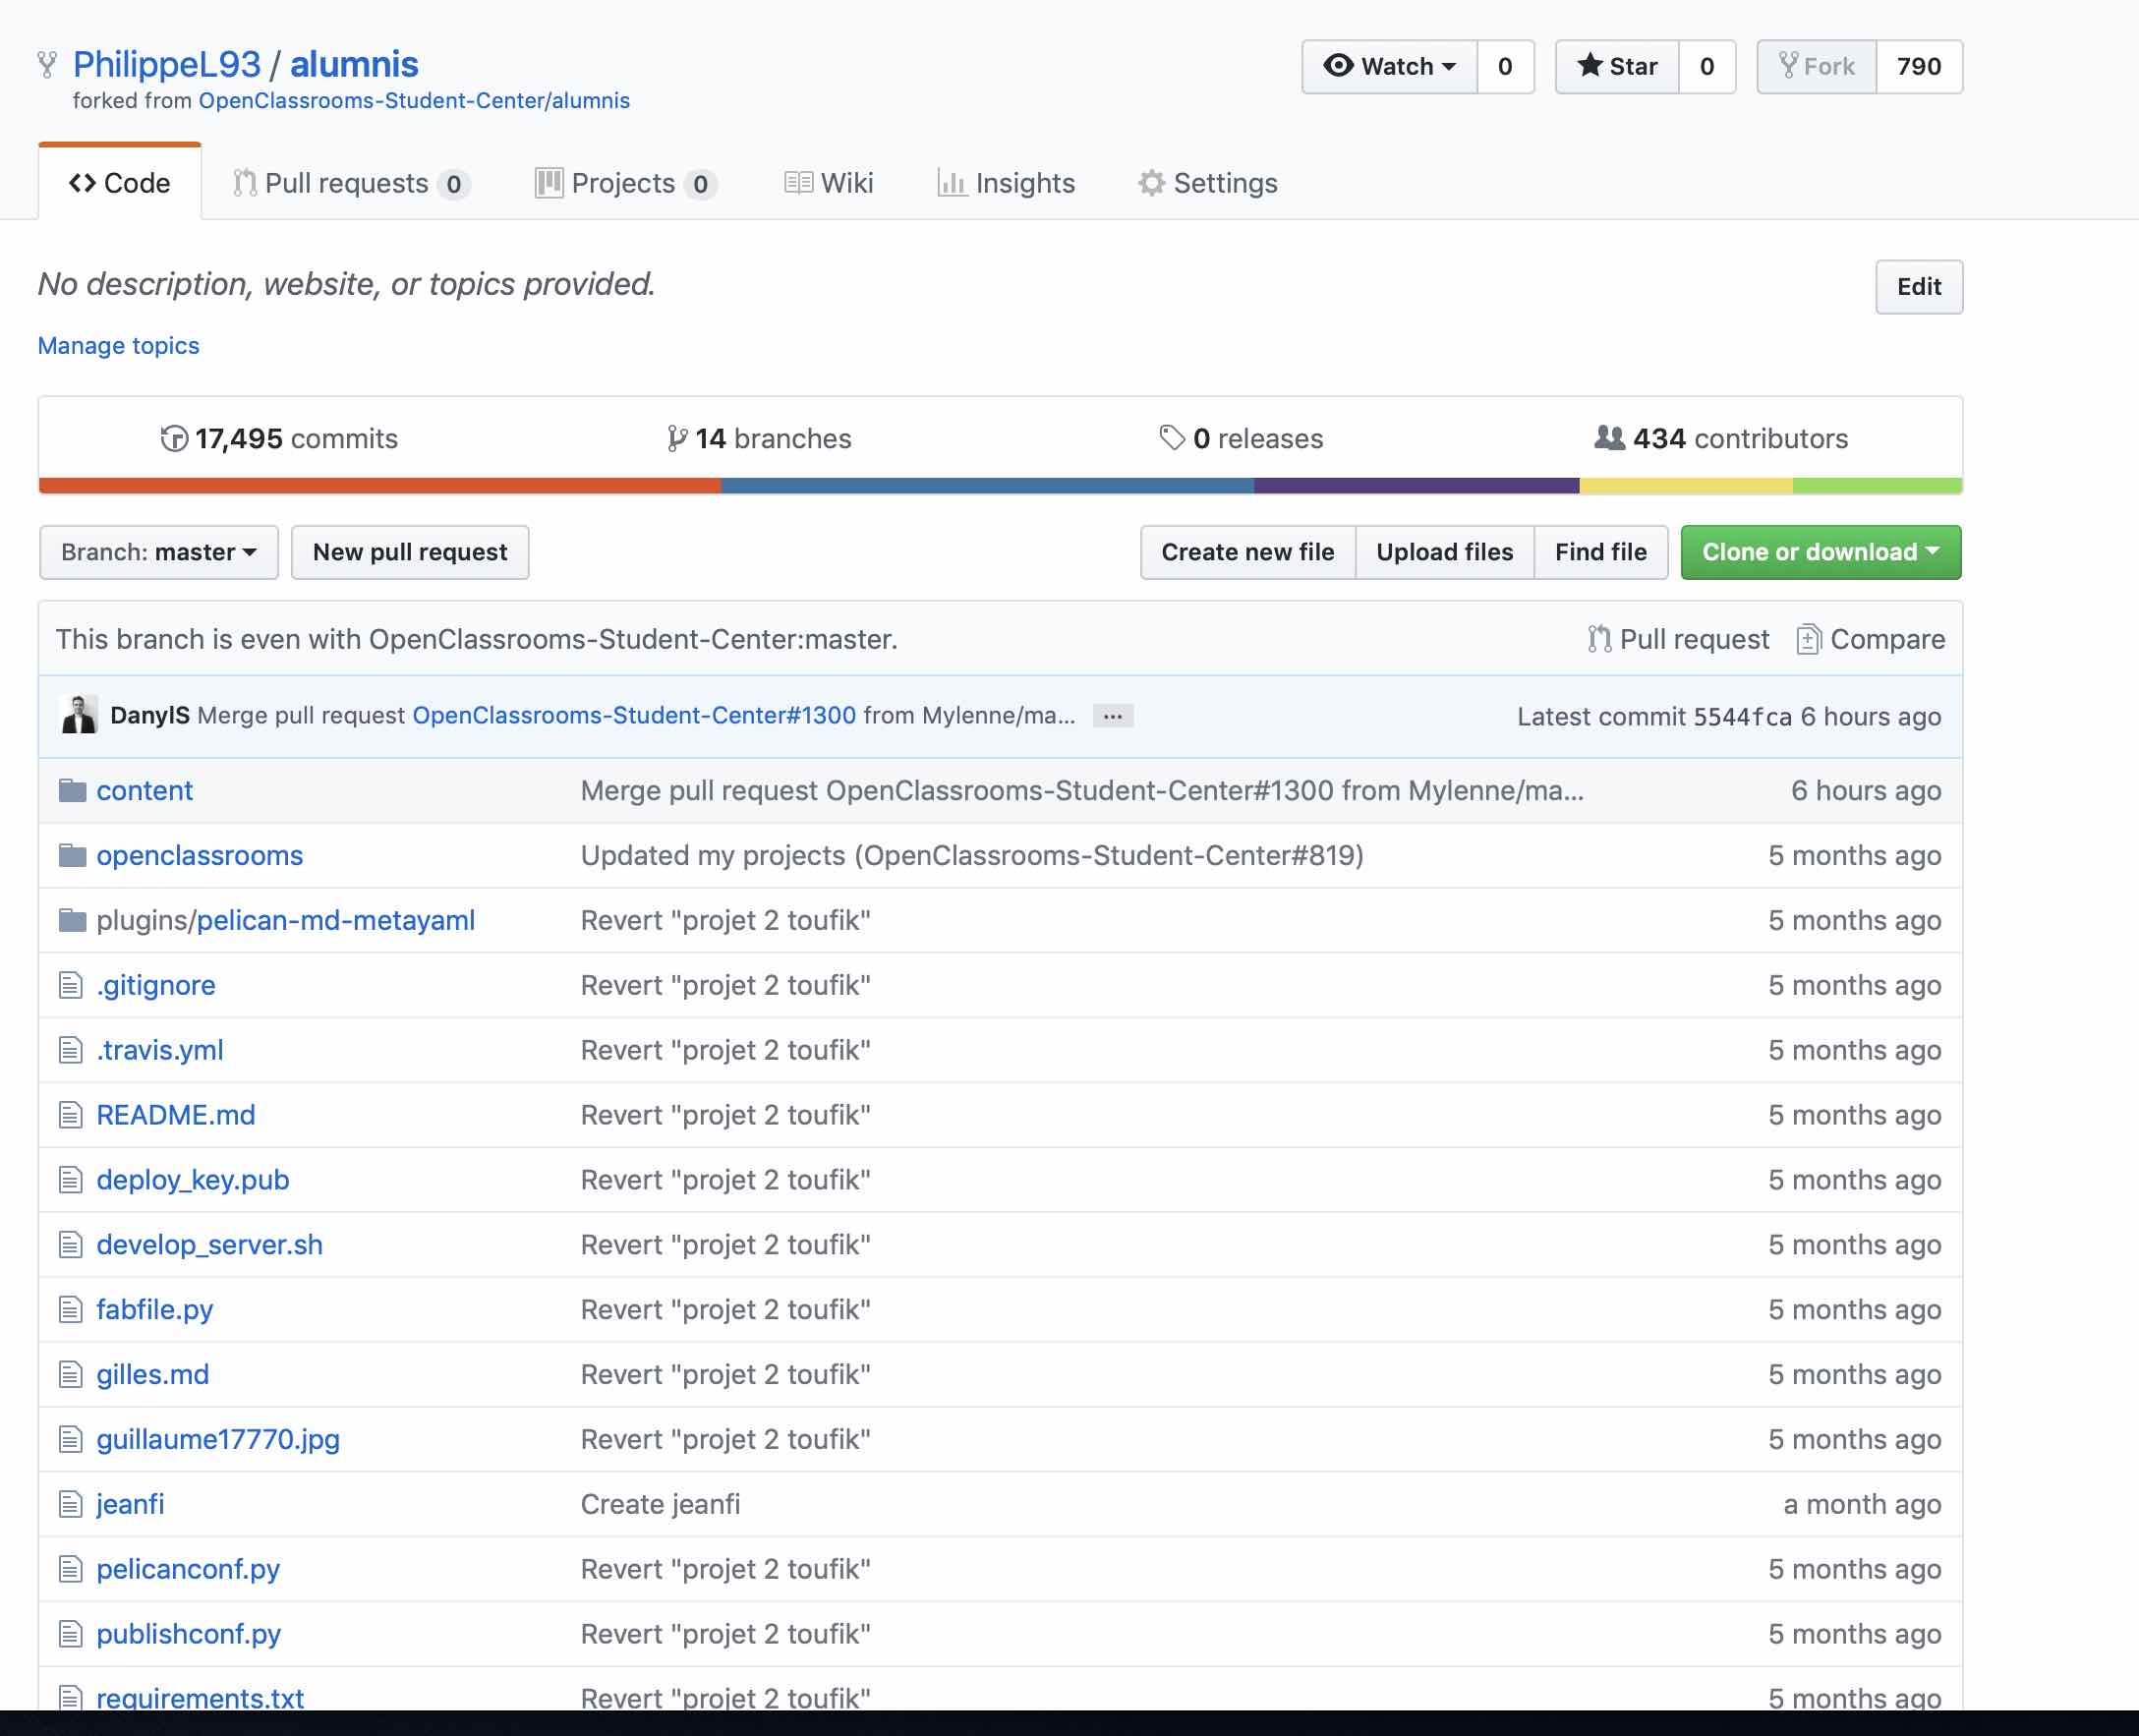 PhilippeL93 / alumnis
forked from OpenClassrooms-Student-Center/alumnis
Watch 0 Star 0 Fork 790
Code Pull requests 0 Projects 0 Wiki Insights Settings
No description, website, or topics provided. Edit
Manage topics
17,495 commits 14 branches 0 releases 434 contributors
Branch: master New pull request Create new file Upload files Find file Clone or download
This branch is even with OpenClassrooms-Student-Center:master. Pull request Compare
DanylS Merge pull request OpenClassrooms-Student-Center#1300 from Mylenne/ma... ... Latest commit 5544fca 6 hours ago
content Merge pull request OpenClassrooms-Student-Center#1300 from Mylenne/ma... 6 hours ago
openclassrooms Updated my projects (OpenClassrooms-Student-Center#819) 5 months ago
plugins/pelican-md-metayaml Revert "projet 2 toufik" 5 months ago
.gitignore Revert "projet 2 toufik" 5 months ago
.travis.yml Revert "projet 2 toufik" 5 months ago
README.md Revert "projet 2 toufik" 5 months ago
deploy_key.pub Revert "projet 2 toufik" 5 months ago
develop_server.sh Revert "projet 2 toufik" 5 months ago
fabfile.py Revert "projet 2 toufik" 5 months ago
gilles.md Revert "projet 2 toufik" 5 months ago
guillaume17770.jpg Revert "projet 2 toufik" 5 months ago
jeanfi Create jeanfi a month ago
pelicanconf.py Revert "projet 2 toufik" 5 months ago
publishconf.py Revert "projet 2 toufik" 5 months ago
requirements.txt Revert "projet 2 toufik" 5 months ago